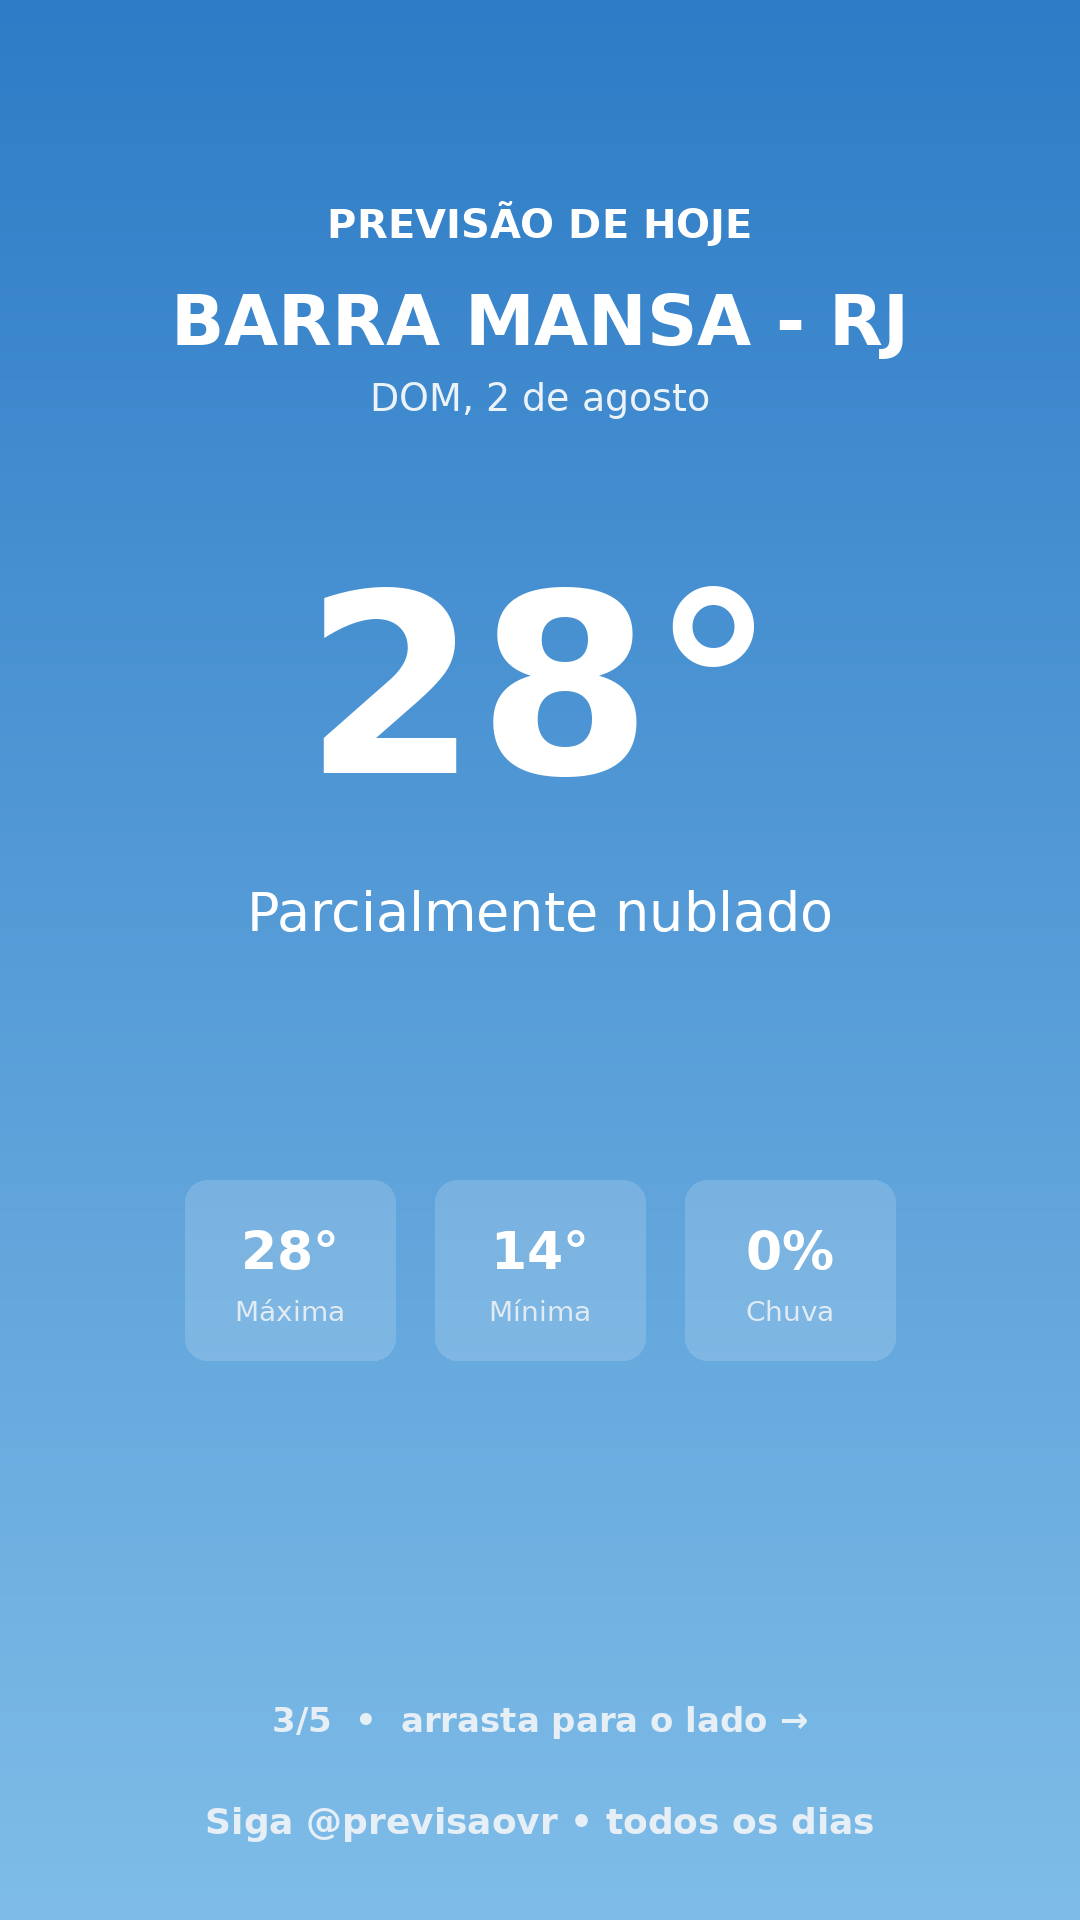 PREVISÃO DE HOJE
BARRA MANSA - RJ
DOM, 2 de agosto
28°
Parcialmente nublado
28°
Máxima
14°
Mínima
0%
Chuva
3/5 • arrasta para o lado →
Siga @previsaovr • todos os dias